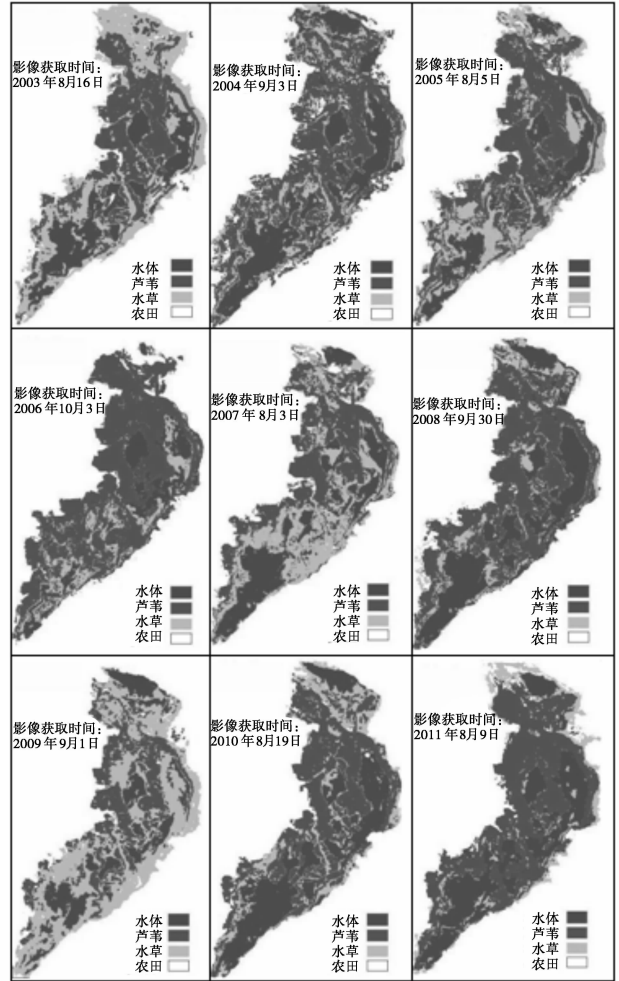 影像获取时间：
2003年8月16日
水体
芦苇
水草
农田
影像获取时间：
2004年9月3日
水体
芦苇
水草
农田
影像获取时间：
2005年8月5日
水体
芦苇
水草
农田
影像获取时间：
2006年10月3日
水体
芦苇
水草
农田
影像获取时间：
2007年8月3日
水体
芦苇
水草
农田
影像获取时间：
2008年9月30日
水体
芦苇
水草
农田
影像获取时间：
2009年9月1日
水体
芦苇
水草
农田
影像获取时间：
2010年8月19日
水体
芦苇
水草
农田
影像获取时间：
2011年8月9日
水体
芦苇
水草
农田